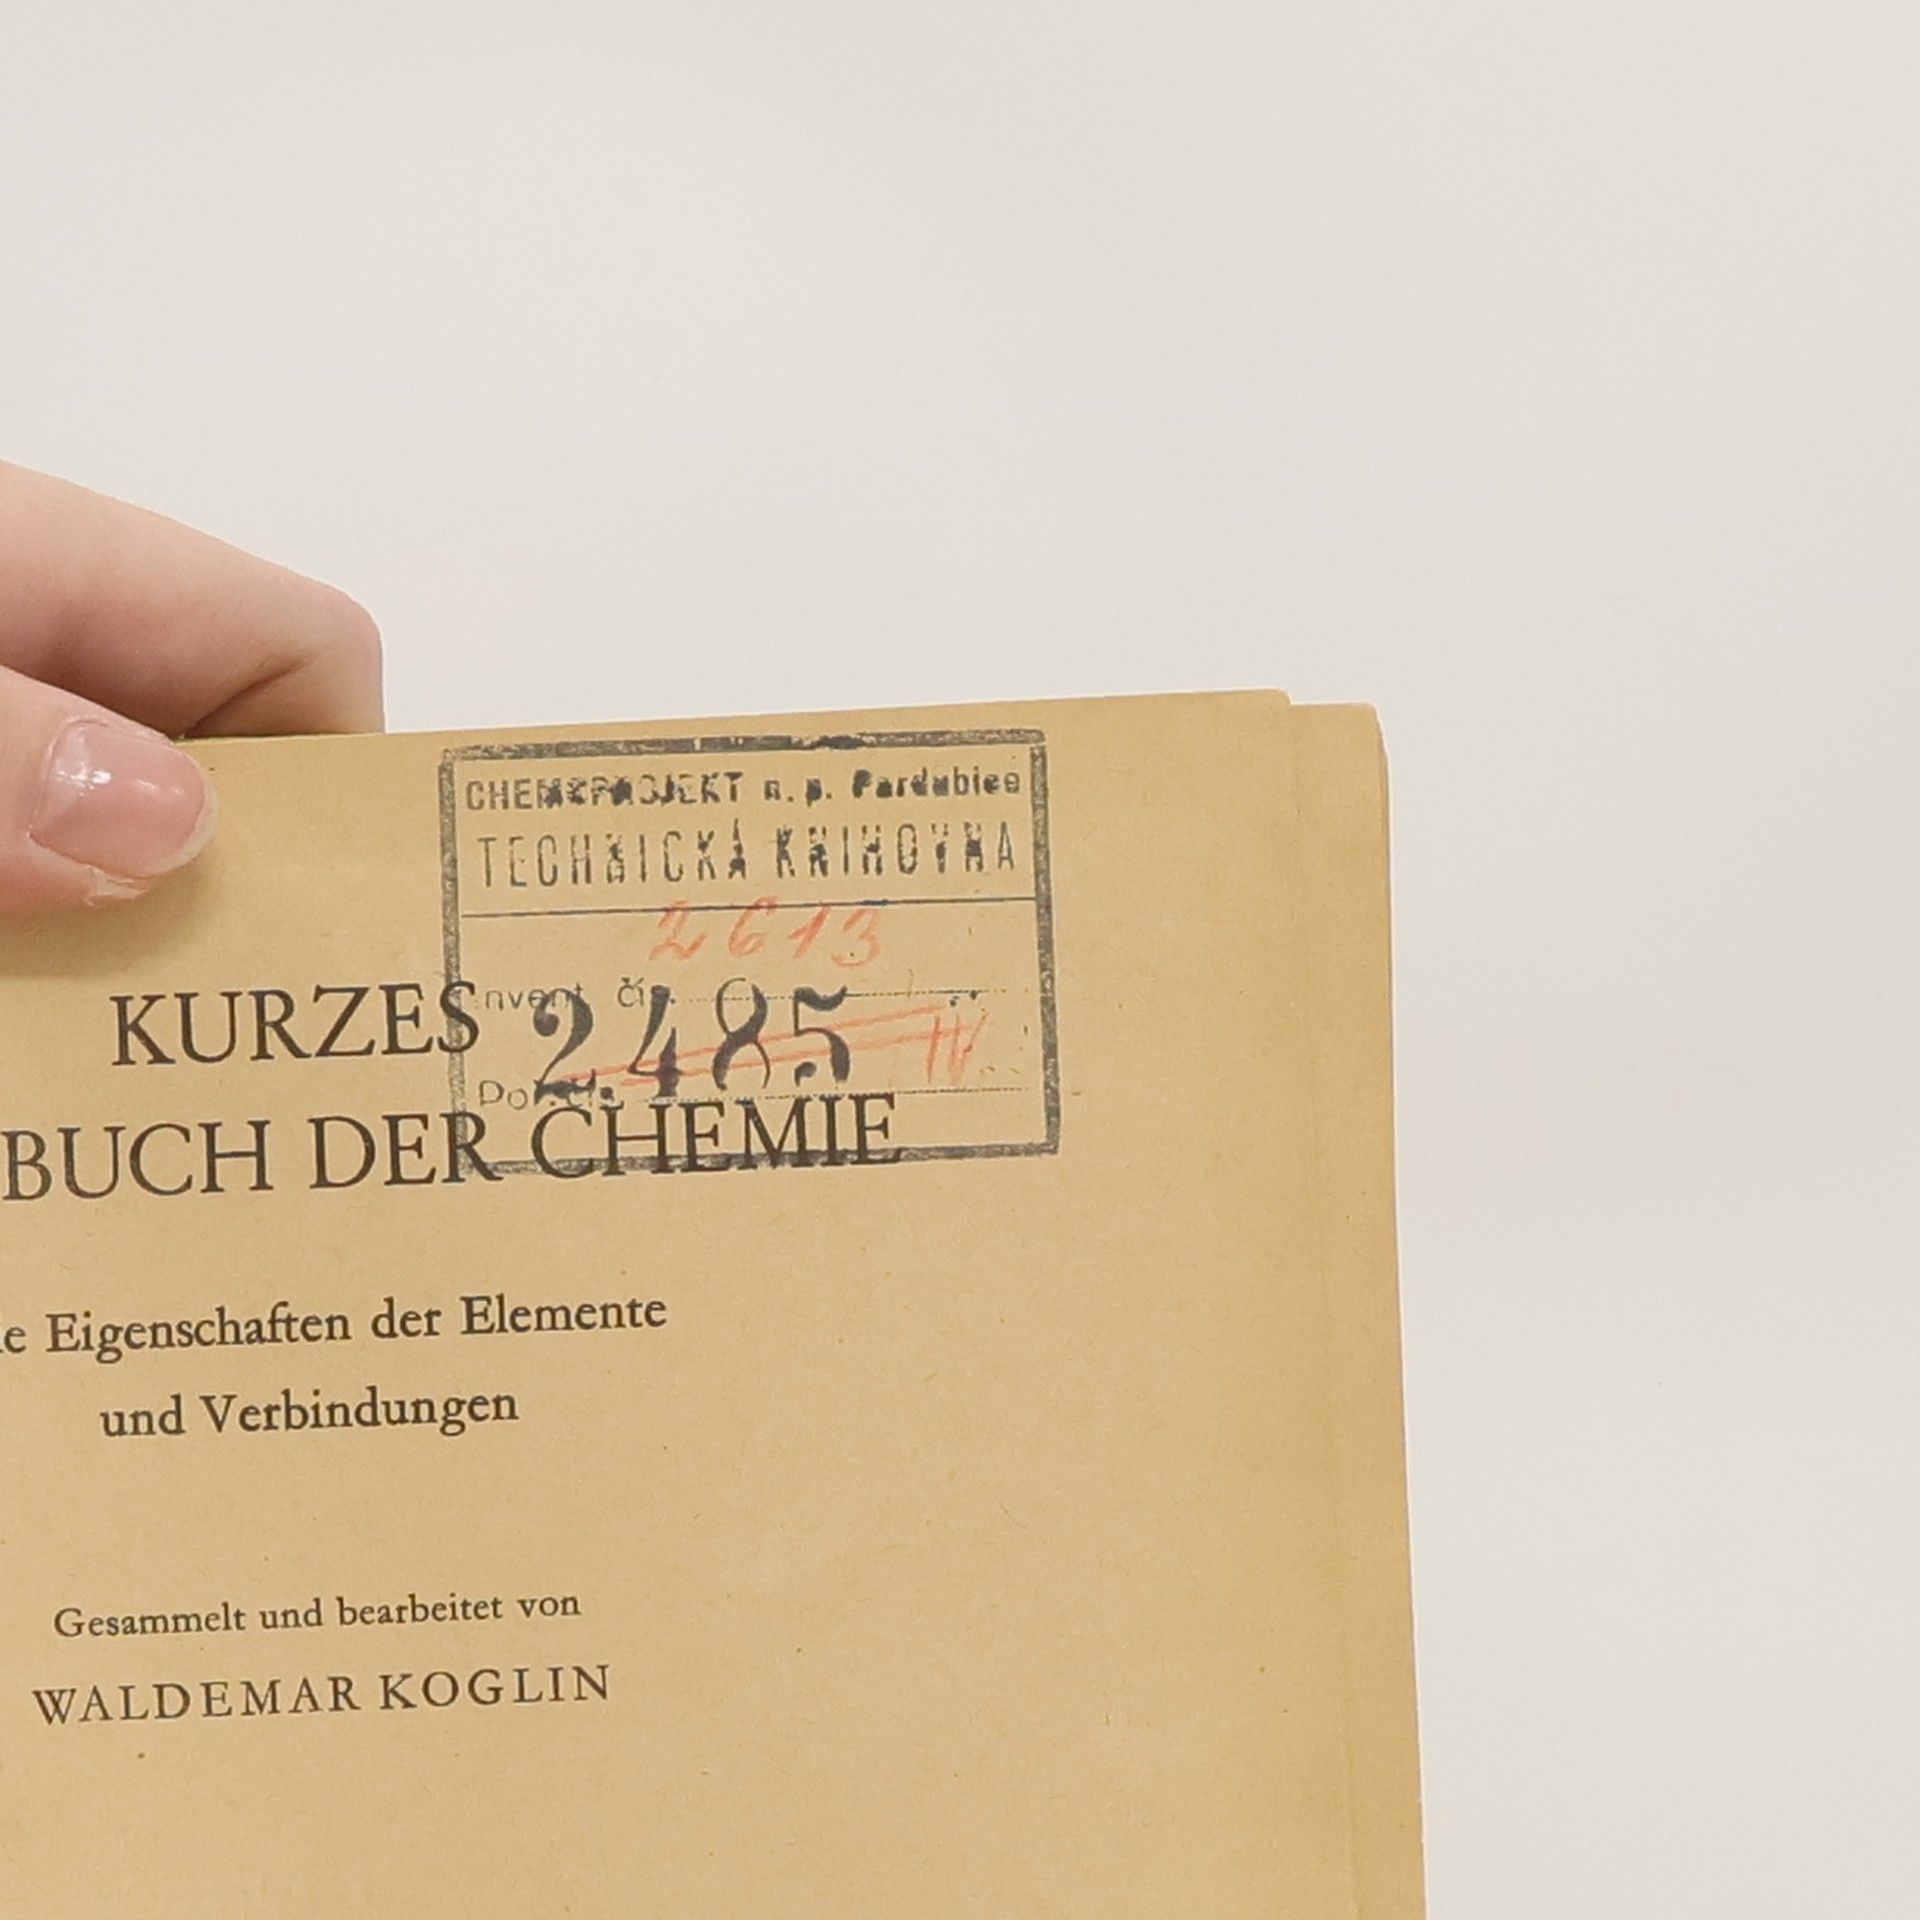 CHEMOPROJEKT n. p. Pardubice
TECHNICKÁ KNIHOVNA
2613
Invent. čís.
2485
IV
KURZES
BUCH DER CHEMIE
Eigenschaften der Elemente
und Verbindungen
Gesammelt und bearbeitet von
WALDEMAR KOGLIN